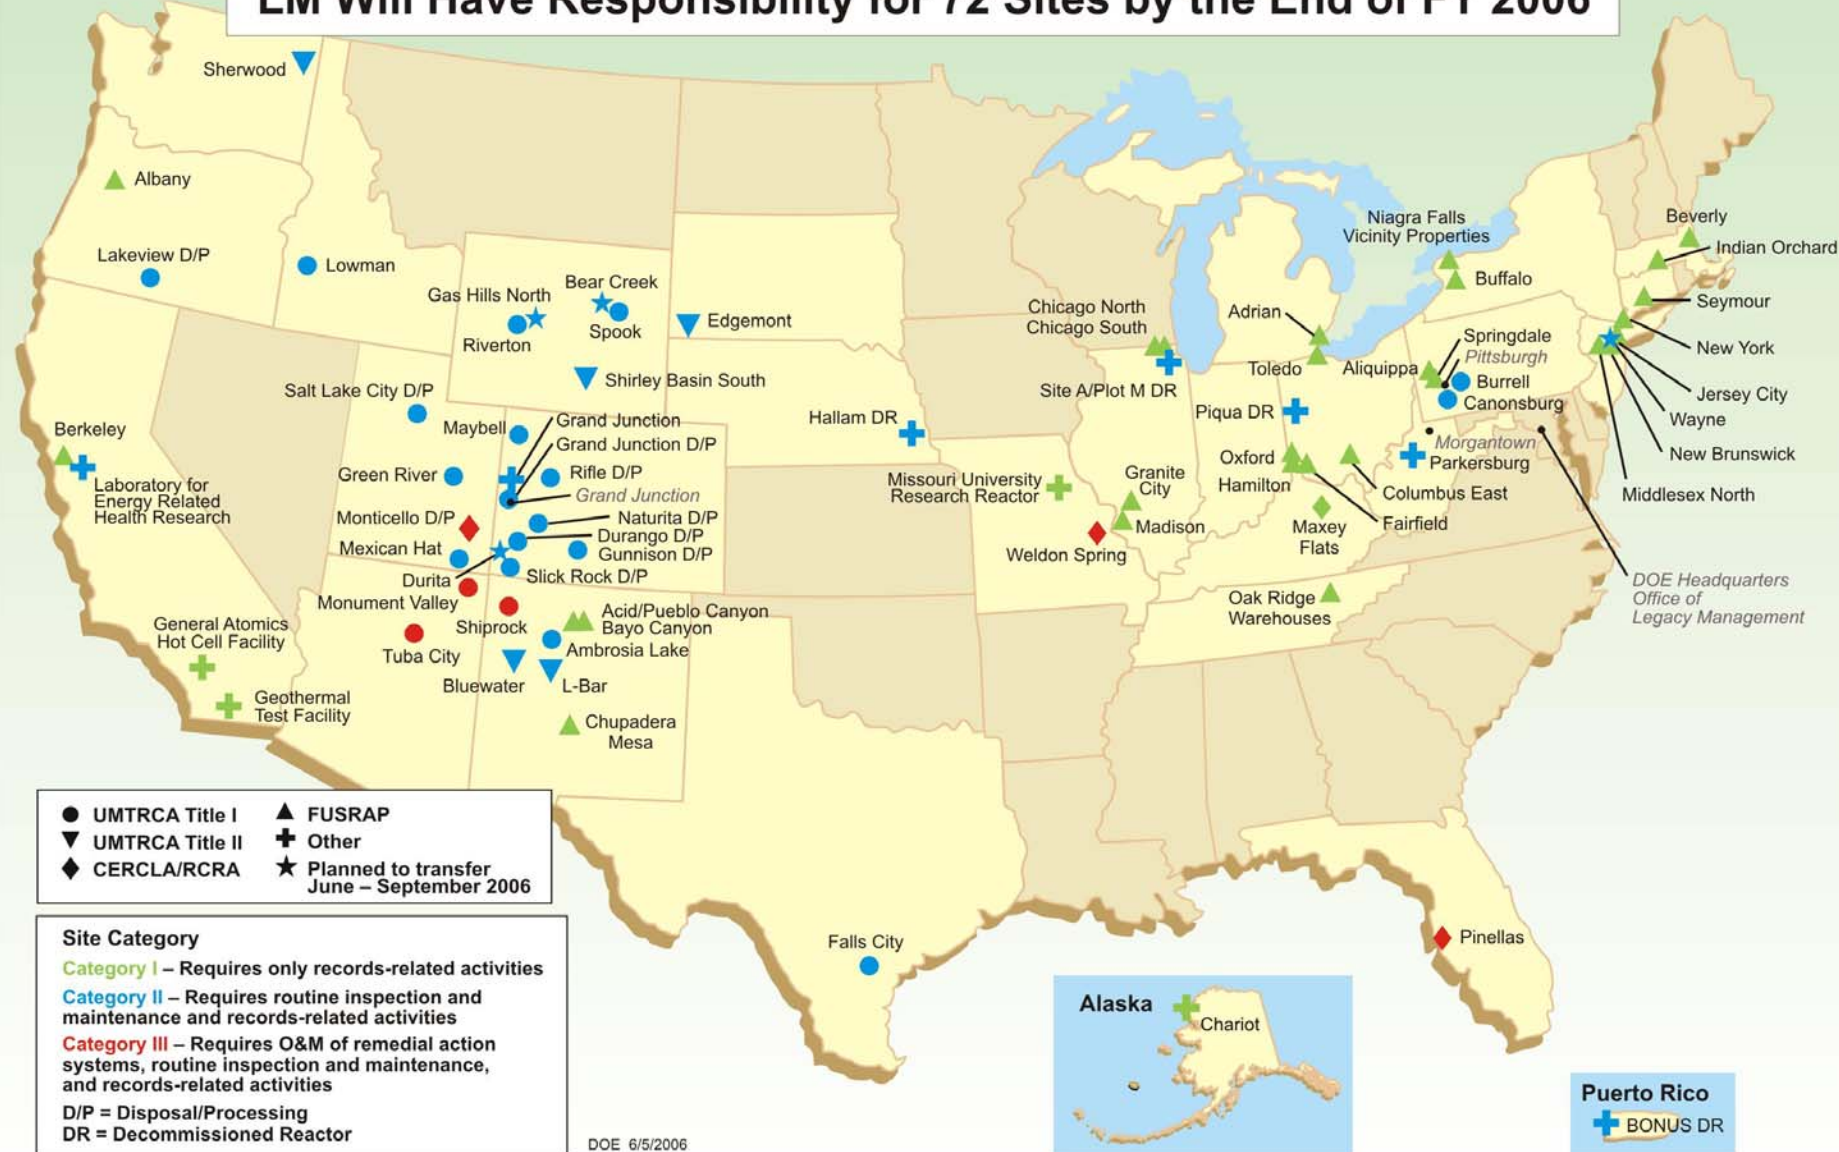 LM Will Have Responsibility for 72 Sites by the End of FY 2006
Sherwood
Albany
Lakeview D/P
Lowman
Gas Hills North
Bear Creek
Spook
Riverton
Edgemont
Shirley Basin South
Salt Lake City D/P
Maybell
Grand Junction
Grand Junction D/P
Green River
Rifle D/P
Grand Junction
Monticello D/P
Naturita D/P
Durango D/P
Mexican Hat
Gunnison D/P
Durita
Slick Rock D/P
Monument Valley
Shiprock
Acid/Pueblo Canyon
Bayo Canyon
Tuba City
Ambrosia Lake
Bluewater
L-Bar
Chupadera
Mesa
Berkeley
Laboratory for
Energy Related
Health Research
General Atomics
Hot Cell Facility
Geothermal
Test Facility
Hallam DR
Missouri University
Research Reactor
Weldon Spring
Granite
City
Madison
Chicago North
Chicago South
Site A/Plot M DR
Adrian
Toledo
Piqua DR
Oxford
Hamilton
Fairfield
Columbus East
Maxey
Flats
Oak Ridge
Warehouses
Niagra Falls
Vicinity Properties
Buffalo
Springdale
Pittsburgh
Aliquippa
Burrell
Canonsburg
Morgantown
Parkersburg
Beverly
Indian Orchard
Seymour
New York
Jersey City
Wayne
New Brunswick
Middlesex North
DOE Headquarters
Office of
Legacy Management
Falls City
Pinellas
UMTRCA Title I
FUSRAP
UMTRCA Title II
Other
CERCLA/RCRA
Planned to transfer
June – September 2006
Site Category
Category I – Requires only records-related activities
Category II – Requires routine inspection and
maintenance and records-related activities
Category III – Requires O&M of remedial action
systems, routine inspection and maintenance,
and records-related activities
D/P = Disposal/Processing
DR = Decommissioned Reactor
DOE 6/5/2006
Alaska
Chariot
Puerto Rico
BONUS DR